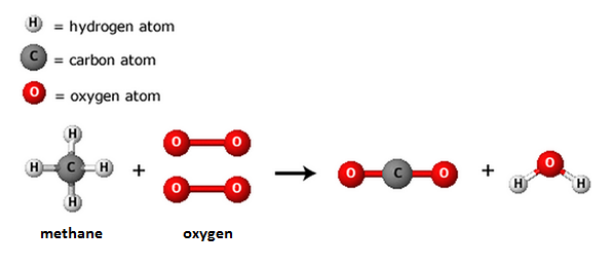 H = hydrogen atom
C = carbon atom
O = oxygen atom
H
H C H + O O → O C O + O
H O O H H
methane oxygen